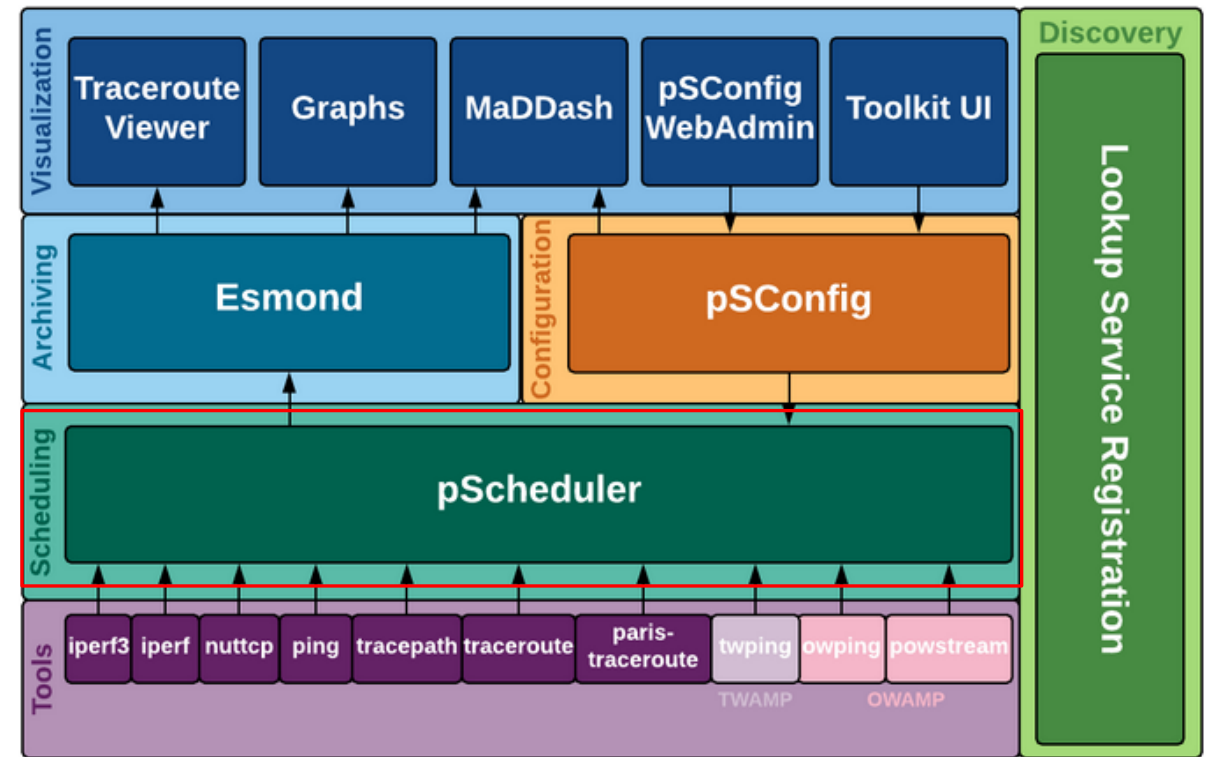 Visualization
Traceroute
Viewer
Graphs
MaDDash
pSConfig
WebAdmin
Toolkit UI
Discovery
Lookup Service Registration
Archiving
Esmond
Configuration
pSConfig
Scheduling
pScheduler
Tools
iperf3
iperf
nuttcp
ping
tracepath
traceroute
paris-
traceroute
twping
owping
powstream
TWAMP
OWAMP